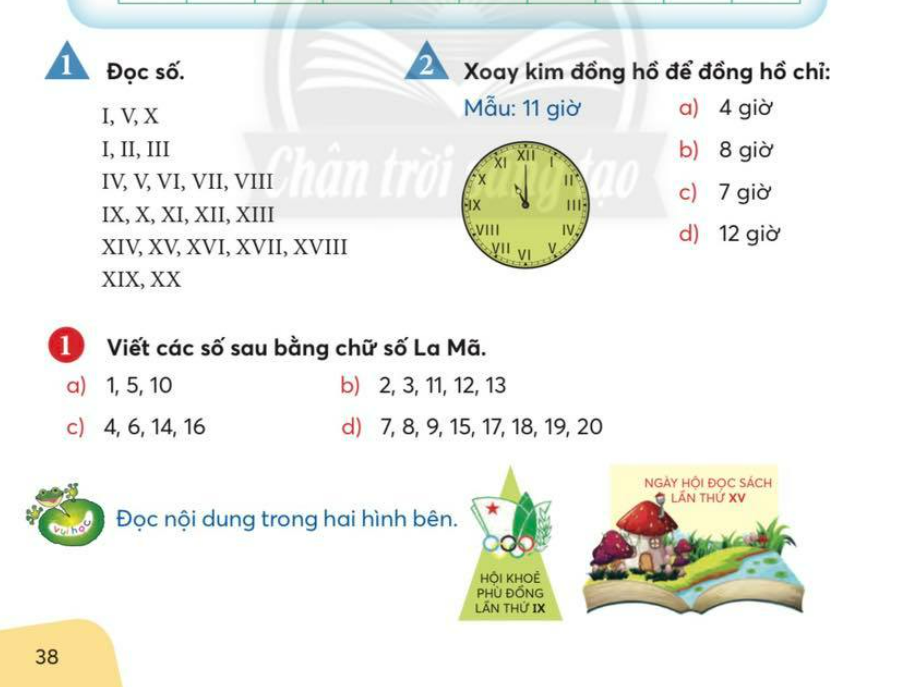 1 Đọc số.
I, V, X
I, II, III
IV, V, VI, VII, VIII
IX, X, XI, XII, XIII
XIV, XV, XVI, XVII, XVIII
XIX, XX
2 Xoay kim đồng hồ để đồng hồ chỉ:
Mẫu: 11 giờ
XII
I
II
III
IV
V
VI
VII
VIII
IX
X
XI
a) 4 giờ
b) 8 giờ
c) 7 giờ
d) 12 giờ
Chân trời sáng tạo
1 Viết các số sau bằng chữ số La Mã.
a) 1, 5, 10
b) 2, 3, 11, 12, 13
c) 4, 6, 14, 16
d) 7, 8, 9, 15, 17, 18, 19, 20
Vui học
Đọc nội dung trong hai hình bên.
HỘI KHOẺ
PHÙ ĐỔNG
LẦN THỨ IX
NGÀY HỘI ĐỌC SÁCH
LẦN THỨ XV
38